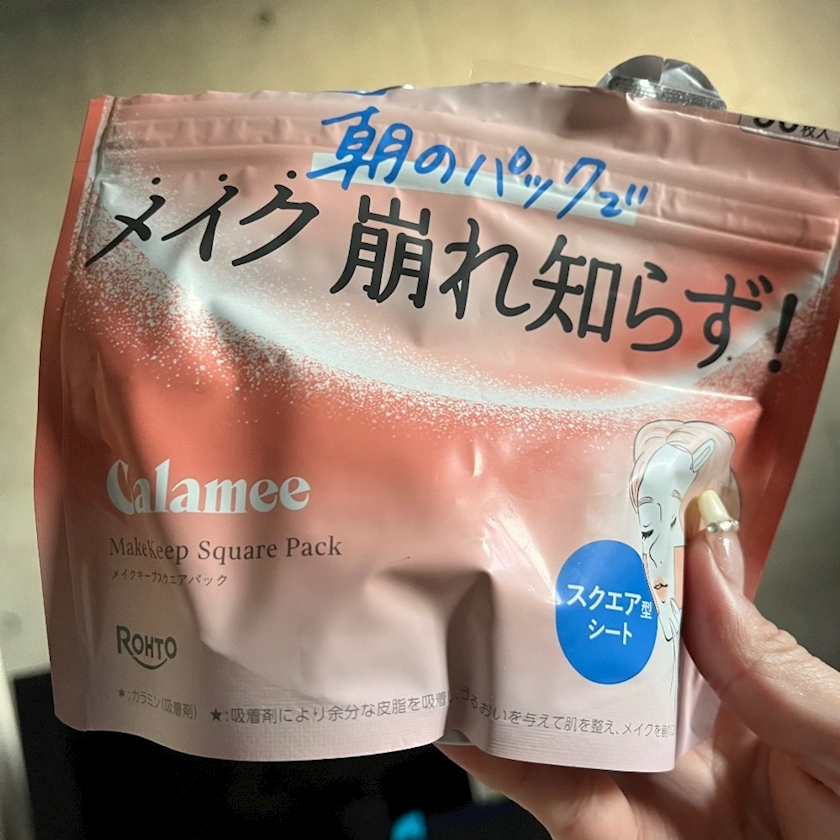 枚入
朝のパックで
メイク崩れ知らず!
Calamee
MakeKeep Square Pack
メイクキープスクエアパック
スクエア型
シート
ROHTO
*:カラミン(吸着剤) ★:吸着剤により余分な皮脂を吸着し、うるおいを与えて肌を整え、メイクを